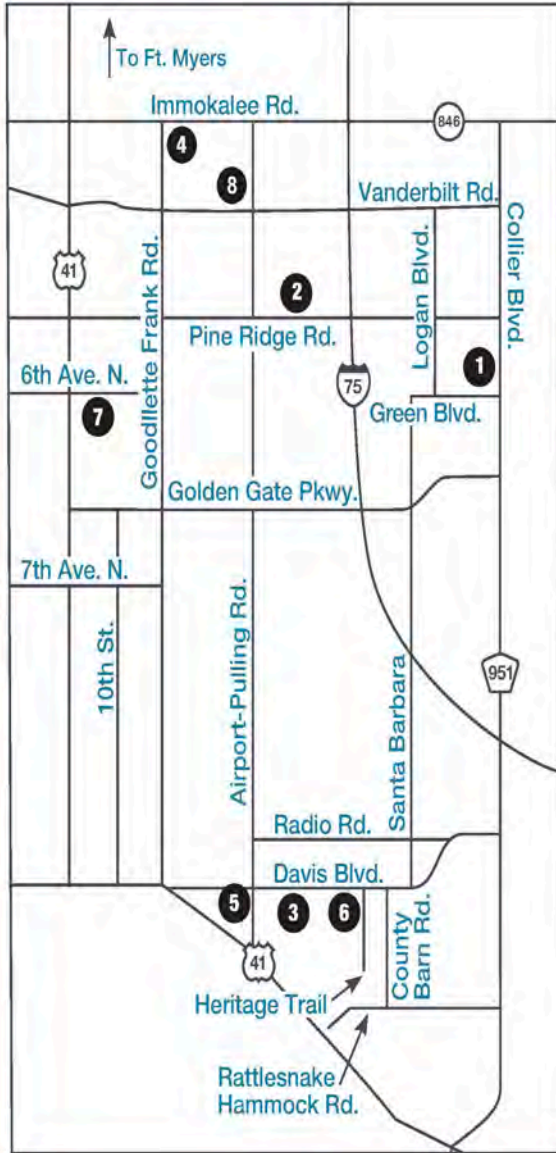 To Ft. Myers
Immokalee Rd.
846
4
8
Vanderbilt Rd.
41
Goodllette Frank Rd.
2
Logan Blvd.
Collier Blvd.
Pine Ridge Rd.
1
6th Ave. N.
75
7
Green Blvd.
Golden Gate Pkwy.
7th Ave. N.
10th St.
Airport-Pulling Rd.
Santa Barbara
951
Radio Rd.
Davis Blvd.
5
3
6
County
Barn Rd.
41
Heritage Trail
Rattlesnake
Hammock Rd.